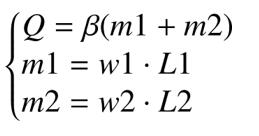 Q = β(m1 + m2)
m1 = w1 · L1
m2 = w2 · L2